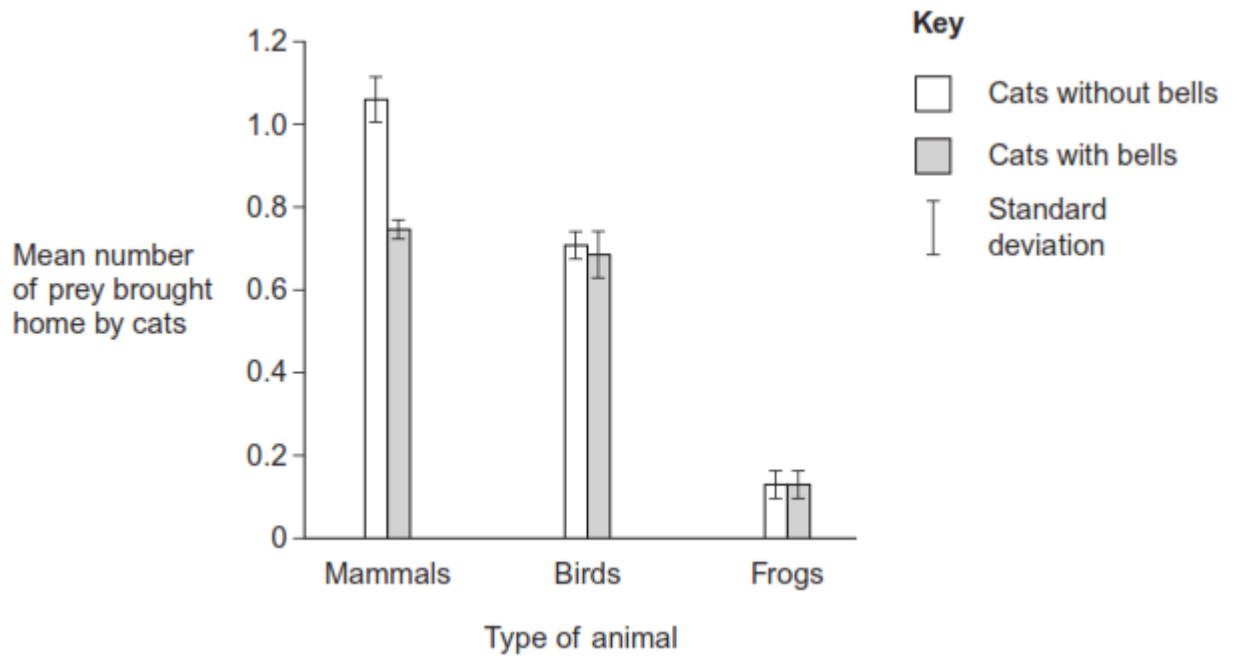 Key
Cats without bells
Cats with bells
Standard
deviation
Mean number
of prey brought
home by cats
1.2
1.0
0.8
0.6
0.4
0.2
0
Mammals
Birds
Frogs
Type of animal